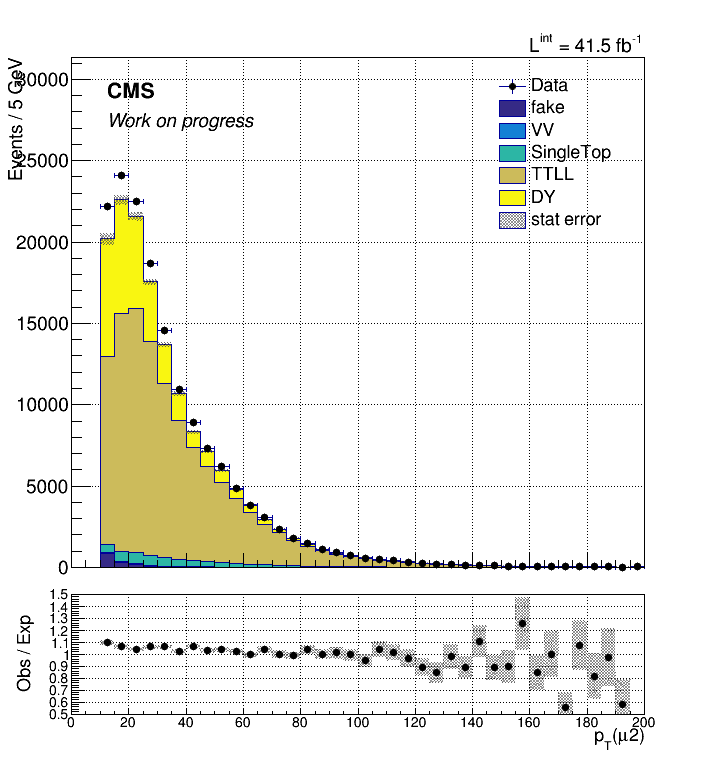 L^int = 41.5 fb^-1
Events / 5 GeV
CMS
Work on progress
Data
fake
VV
SingleTop
TTLL
DY
stat error
30000
25000
20000
15000
10000
5000
0
Obs / Exp
1.5
1.4
1.3
1.2
1.1
1
0.9
0.8
0.7
0.6
0.5
0 20 40 60 80 100 120 140 160 180 200
p_T(μ2)